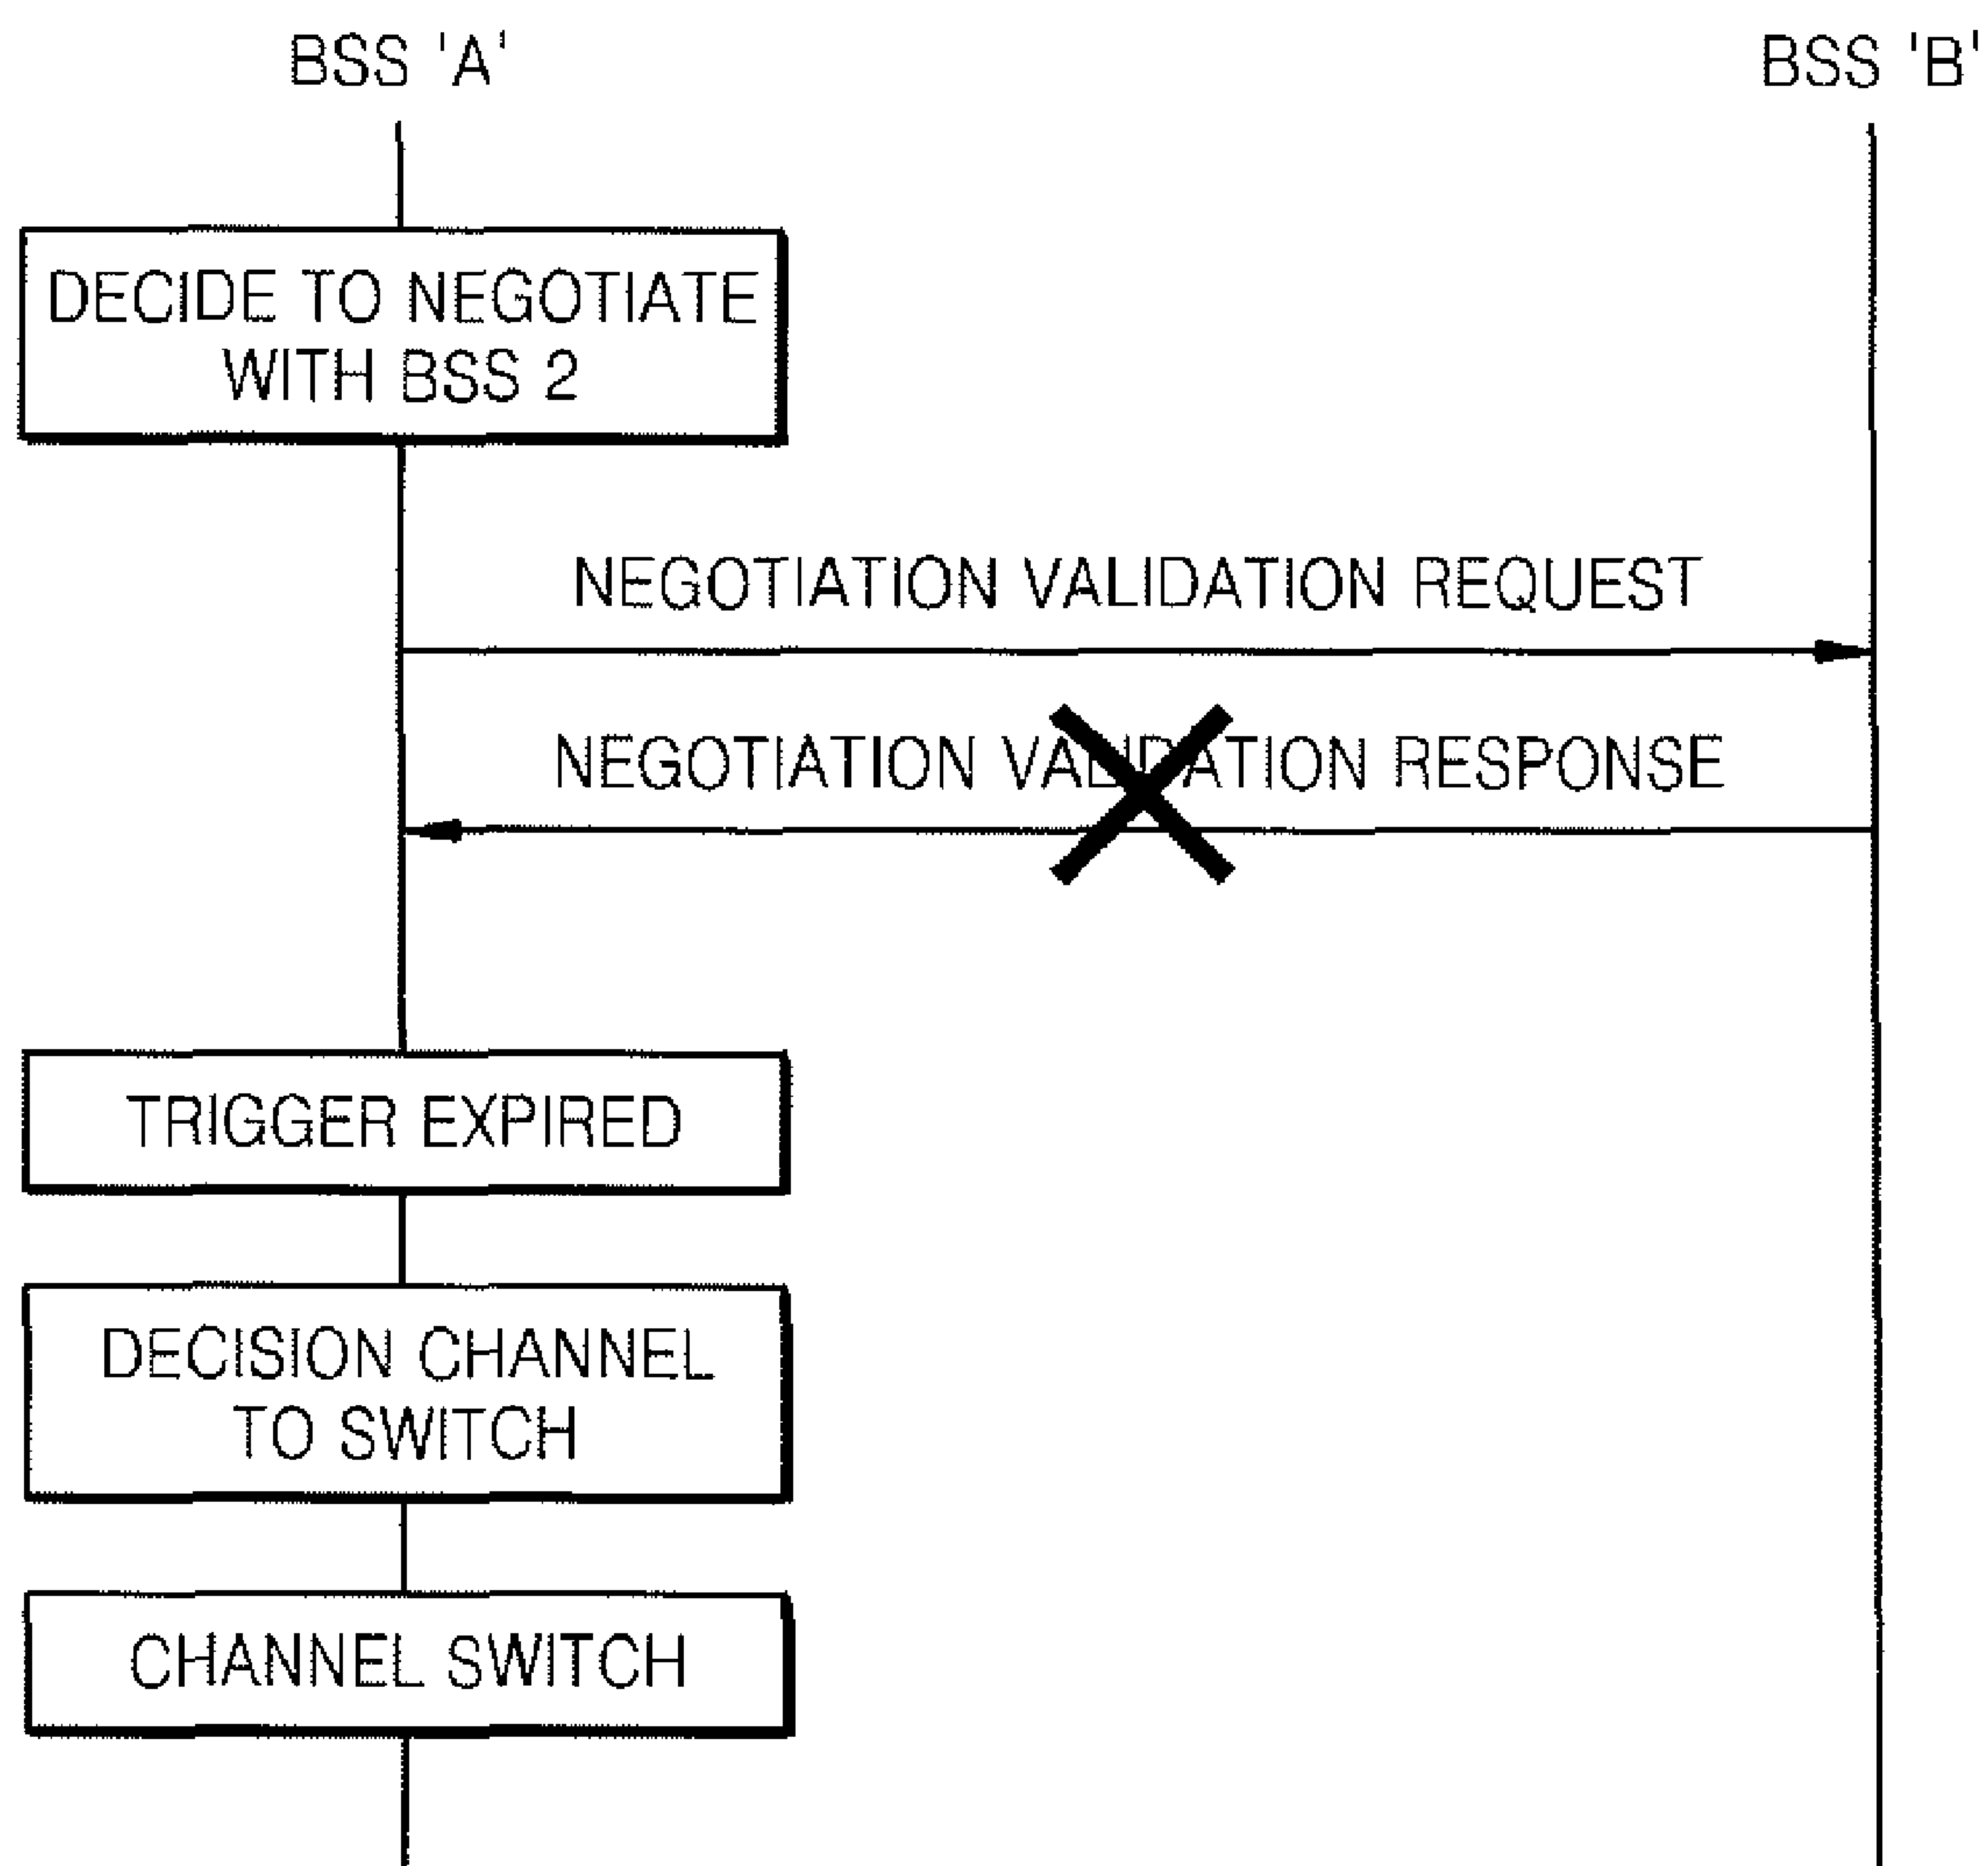 BSS 'A'
BSS 'B'
DECIDE TO NEGOTIATE
WITH BSS 2
NEGOTIATION VALIDATION REQUEST
NEGOTIATION VALIDATION RESPONSE
TRIGGER EXPIRED
DECISION CHANNEL
TO SWITCH
CHANNEL SWITCH